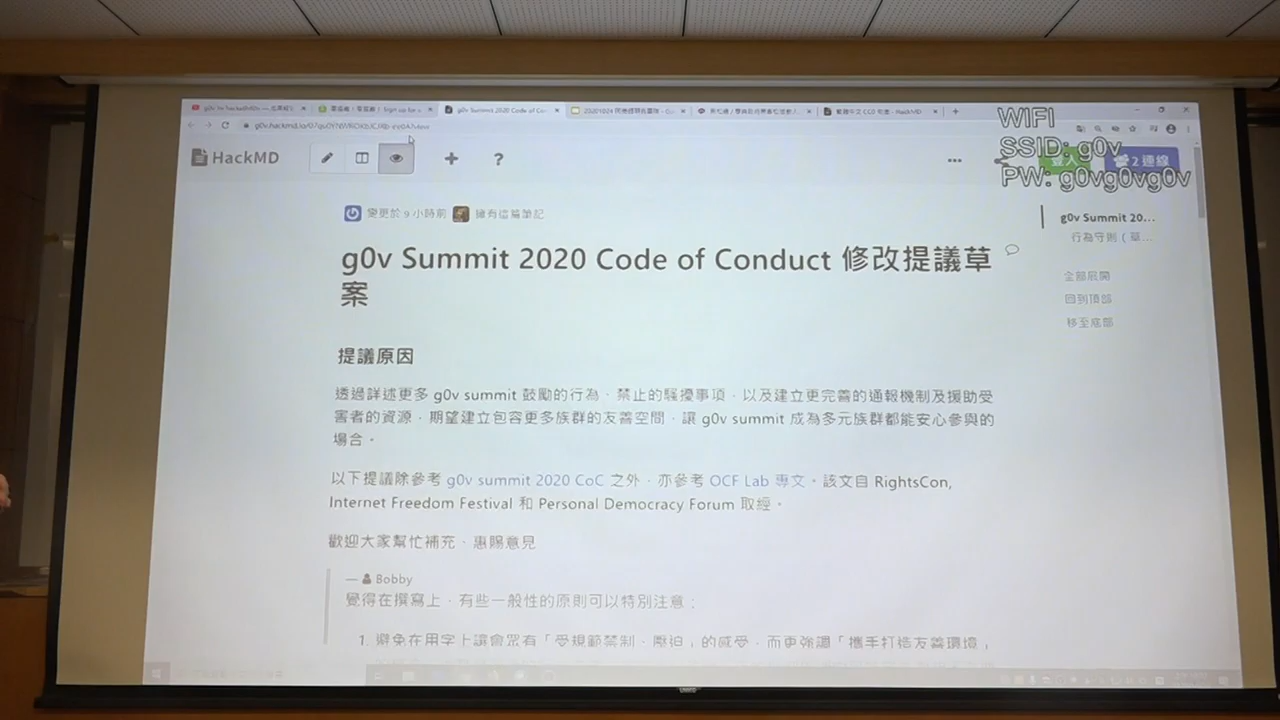 g0v Summit 2020 Code of Con...
WIFI
SSID: g0v
PW: g0vg0vg0v
HackMD
登入
2 連線
變更於 9 小時前 擁有這篇筆記
g0v Summit 20...
行為守則（草...
全部展開
回到頂部
移至底部
g0v Summit 2020 Code of Conduct 修改提議草
案
提議原因
透過詳述更多 g0v summit 鼓勵的行為、禁止的騷擾事項，以及建立更完善的通報機制及援助受
害者的資源，期望建立包容更多族群的友善空間，讓 g0v summit 成為多元族群都能安心參與的
場合。
以下提議除參考 g0v summit 2020 CoC 之外，亦參考 OCF Lab 專文。該文自 RightsCon,
Internet Freedom Festival 和 Personal Democracy Forum 取經。
歡迎大家幫忙補充、惠賜意見
— Bobby
覺得在撰寫上，有些一般性的原則可以特別注意：
1. 避免在用字上讓會眾有「受規範禁制、壓迫」的感受，而更強調「攜手打造友善環境」